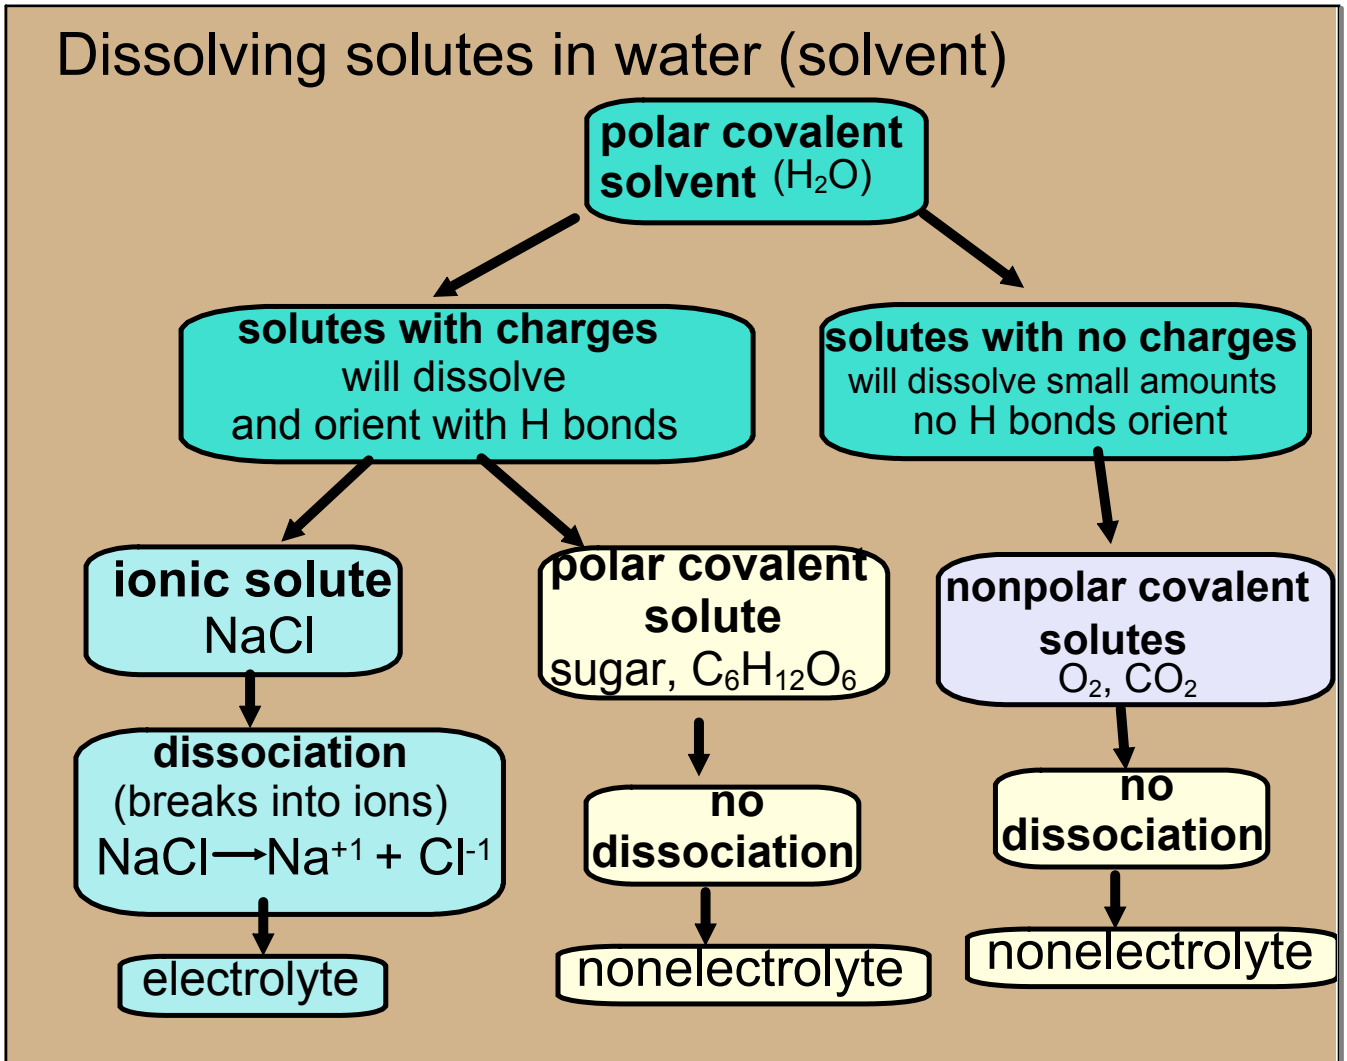 Dissolving solutes in water (solvent)
polar covalent
solvent (H₂O)
solutes with charges
will dissolve
and orient with H bonds
solutes with no charges
will dissolve small amounts
no H bonds orient
ionic solute
NaCl
polar covalent
solute
sugar, C₆H₁₂O₆
nonpolar covalent
solutes
O₂, CO₂
dissociation
(breaks into ions)
NaCl→Na⁺¹ + Cl⁻¹
no
dissociation
no
dissociation
electrolyte
nonelectrolyte
nonelectrolyte